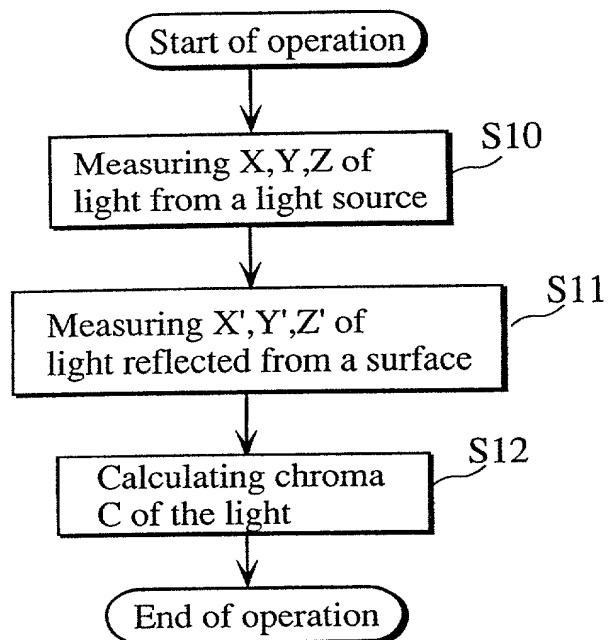 Start of operation
S10
Measuring X,Y,Z of
light from a light source
S11
Measuring X',Y',Z' of
light reflected from a surface
S12
Calculating chroma
C of the light
End of operation